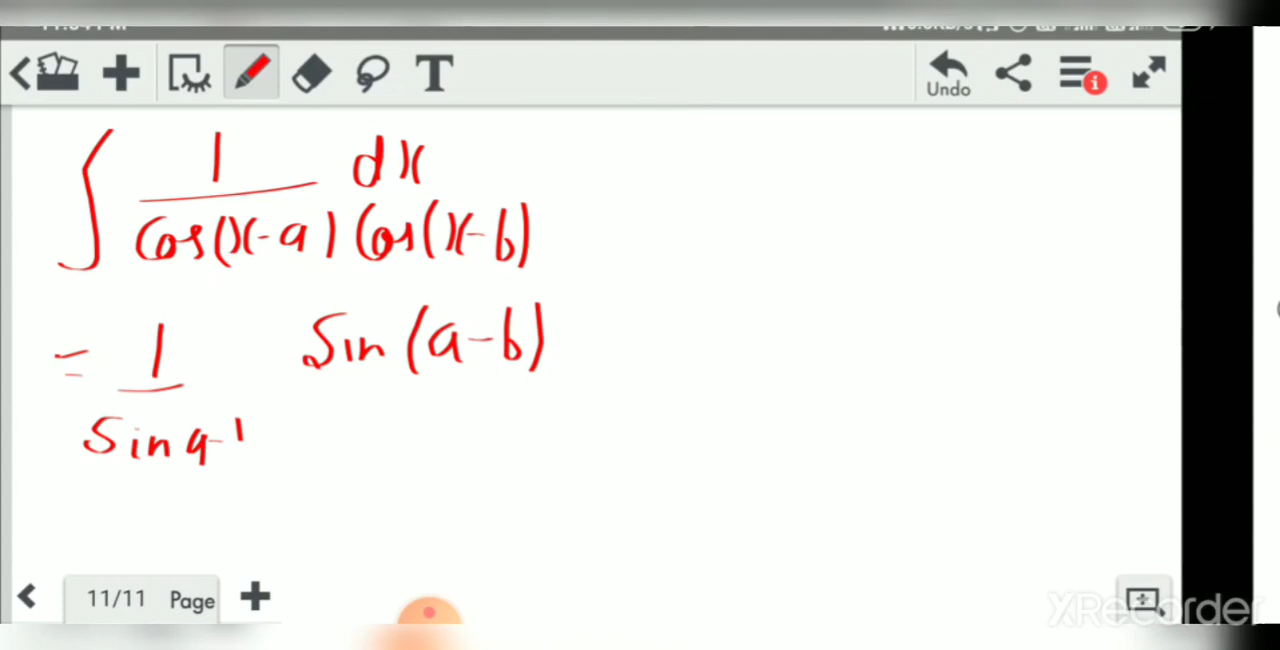 Undo
∫ 1 / cos(x-a) cos(x-b) dx
= 1 / sin a- sin(a-b)
11/11 Page
XRecorder